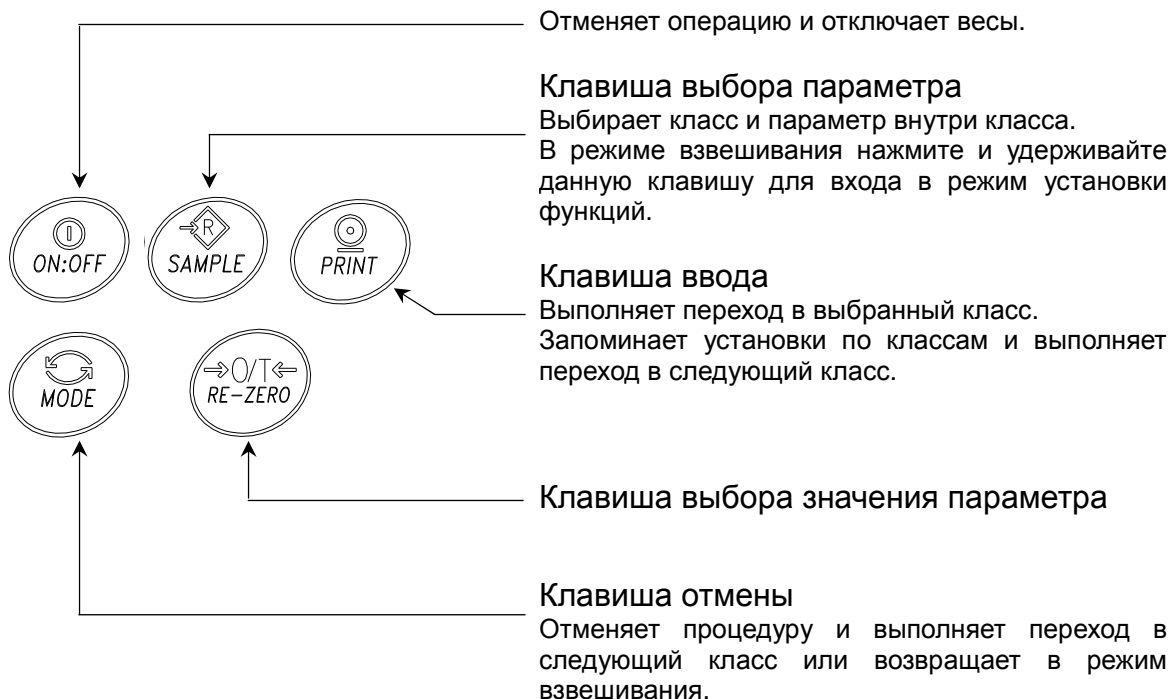 Отменяет операцию и отключает весы.
Клавиша выбора параметра
Выбирает класс и параметр внутри класса.
В режиме взвешивания нажмите и удерживайте
данную клавишу для входа в режим установки
функций.
R
ON:OFF
SAMPLE
PRINT
Клавиша ввода
Выполняет переход в выбранный класс.
Запоминает установки по классам и выполняет
переход в следующий класс.
MODE
→O/T←
RE-ZERO
Клавиша выбора значения параметра
Клавиша отмены
Отменяет процедуру и выполняет переход в
следующий класс или возвращает в режим
взвешивания.